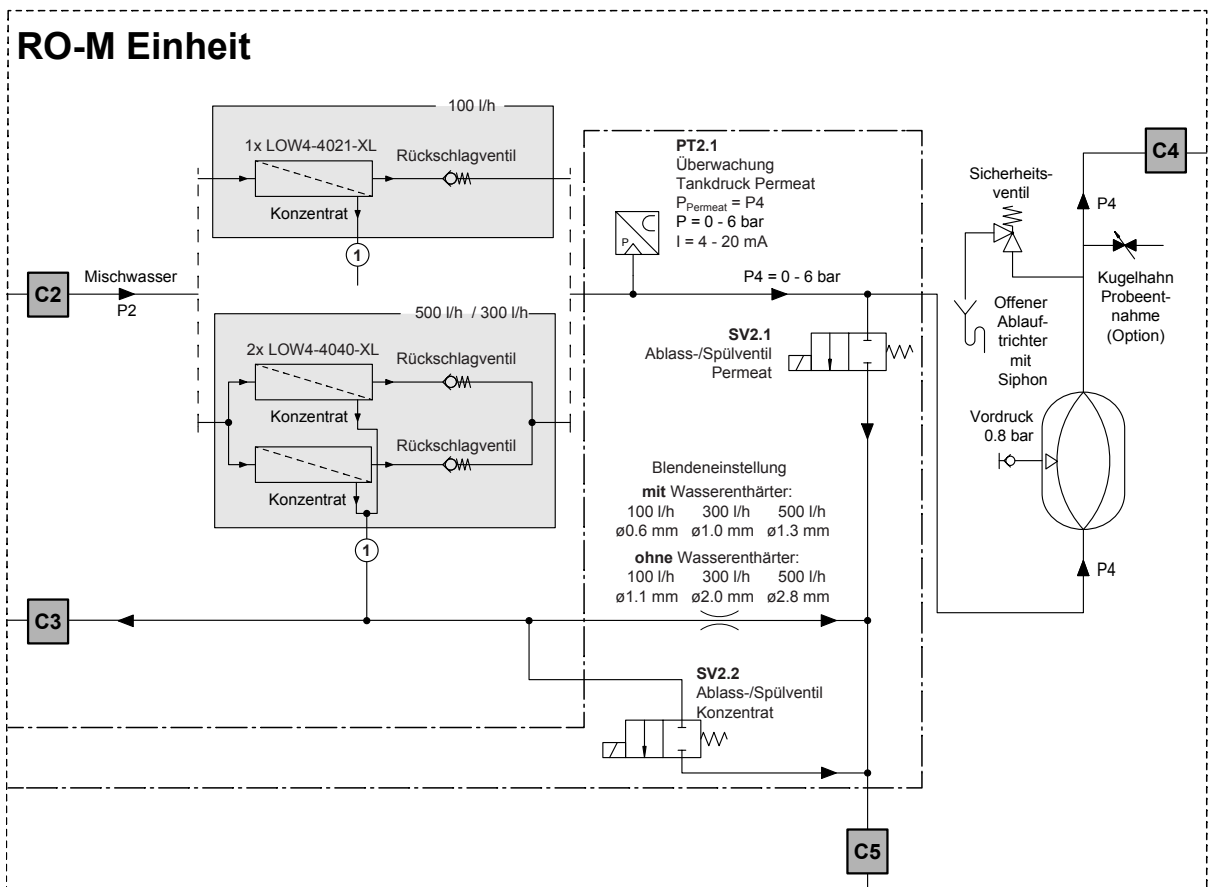 RO-M Einheit
100 l/h
1x LOW4-4021-XL
Rückschlagventil
Konzentrat
1
C2
Mischwasser
P2
500 l/h / 300 l/h
2x LOW4-4040-XL
Rückschlagventil
Konzentrat
Rückschlagventil
Konzentrat
1
C3
PT2.1
Überwachung
Tankdruck Permeat
PPermeat = P4
P = 0 - 6 bar
I = 4 - 20 mA
P
P4 = 0 - 6 bar
SV2.1
Ablass-/Spülventil
Permeat
Blendeneinstellung
mit Wasserenthärter:
100 l/h 300 l/h 500 l/h
ø0.6 mm ø1.0 mm ø1.3 mm
ohne Wasserenthärter:
100 l/h 300 l/h 500 l/h
ø1.1 mm ø2.0 mm ø2.8 mm
SV2.2
Ablass-/Spülventil
Konzentrat
C4
Sicherheits-
ventil
P4
Kugelhahn
Probeent-
nahme
(Option)
Offener
Ablauf-
trichter
mit
Siphon
Vordruck
0.8 bar
P4
C5